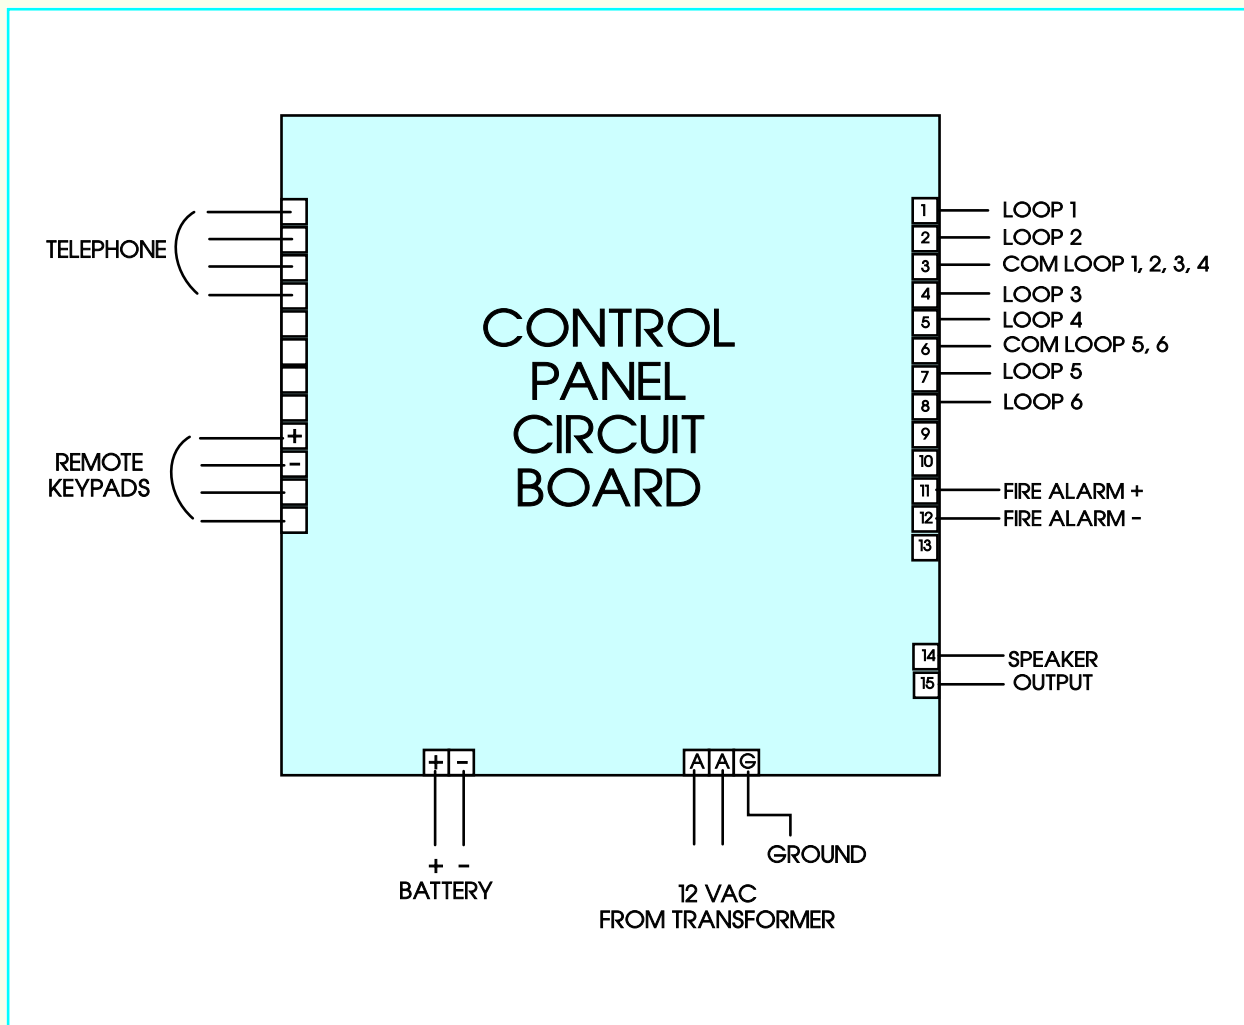 CONTROL
PANEL
CIRCUIT
BOARD
TELEPHONE
REMOTE
KEYPADS
+
-
1 LOOP 1
2 LOOP 2
3 COM LOOP 1, 2, 3, 4
4 LOOP 3
5 LOOP 4
6 COM LOOP 5, 6
7 LOOP 5
8 LOOP 6
9
10
11 FIRE ALARM +
12 FIRE ALARM -
13
14 SPEAKER
15 OUTPUT
+ -
+ -
BATTERY
A A G
GROUND
12 VAC
FROM TRANSFORMER